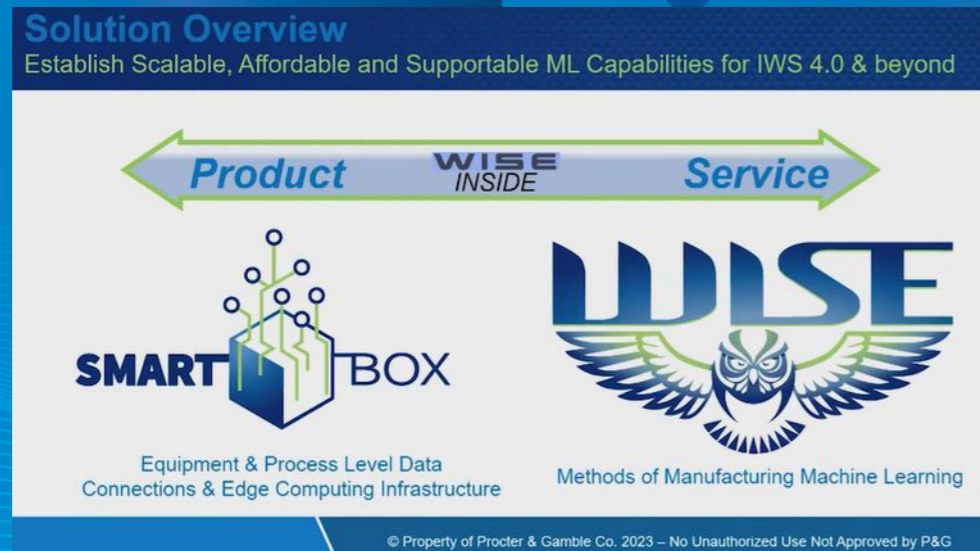 Solution Overview
Establish Scalable, Affordable and Supportable ML Capabilities for IWS 4.0 & beyond
Product WISE INSIDE Service
SMART BOX
WISE
Equipment & Process Level Data
Connections & Edge Computing Infrastructure
Methods of Manufacturing Machine Learning
© Property of Procter & Gamble Co. 2023 – No Unauthorized Use Not Approved by P&G